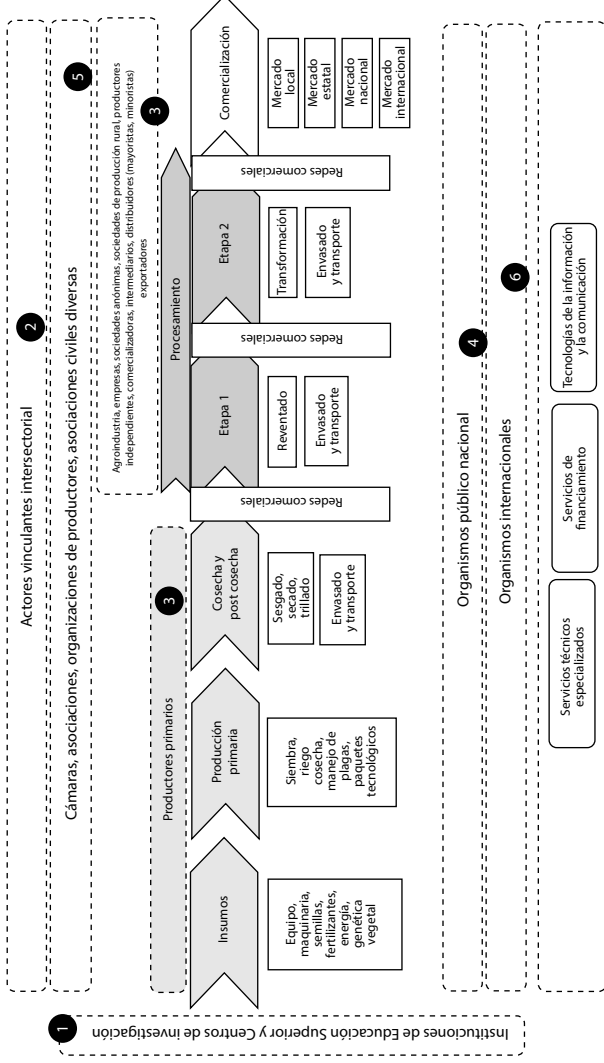 1
Instituciones de Educación Superior y Centros de investigación
Actores vinculantes intersectorial
2
Cámaras, asociaciones, organizaciones de productores, asociaciones civiles diversas
5
Productores primarios
3
Agroindustria, empresas, sociedades anónimas, sociedades de producción rural, productores
independientes, comercializadoras, intermediarios, distribuidores (mayoristas, minoristas)
exportadores
3
Procesamiento
Insumos
Equipo,
maquinaria,
semillas,
fertilizantes,
energía,
genética
vegetal
Producción
primaria
Siembra,
riego
cosecha,
manejo de
plagas,
paquetes
tecnológicos
Cosecha y
post cosecha
Sesgado,
secado,
trillado
Envasado
y transporte
Redes comerciales
Etapa 1
Reventado
Envasado
y transporte
Redes comerciales
Etapa 2
Transformación
Envasado
y transporte
Redes comerciales
Comercialización
Mercado
local
Mercado
estatal
Mercado
nacional
Mercado
internacional
Organismos público nacional
4
Organismos internacionales
6
Servicios técnicos
especializados
Servicios de
financiamiento
Tecnologías de la información
y la comunicación